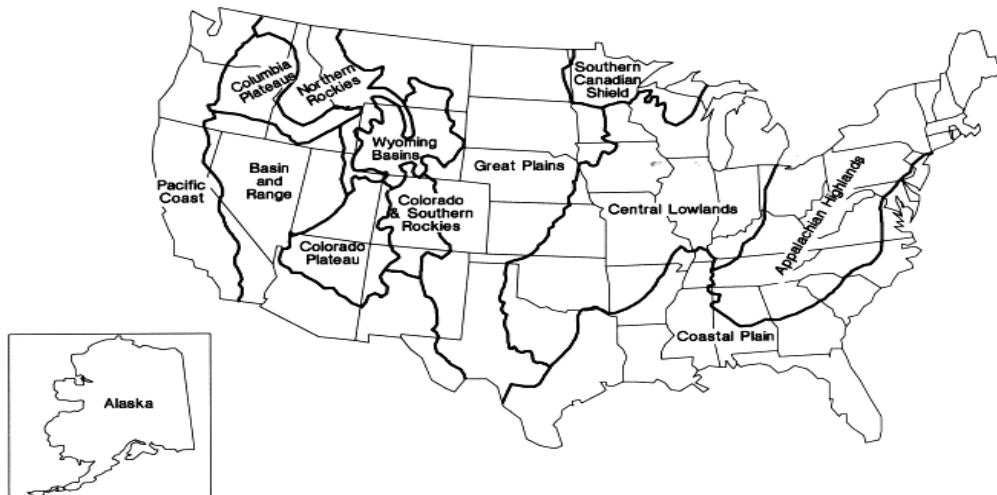 Columbia
Plateaus
Northern
Rockies
Southern
Canadian
Shield
Wyoming
Basins
Great Plains
Basin
and
Range
Pacific
Coast
Colorado
& Southern
Rockies
Central Lowlands
Appalachian Highlands
Colorado
Plateau
Coastal Plain
Alaska